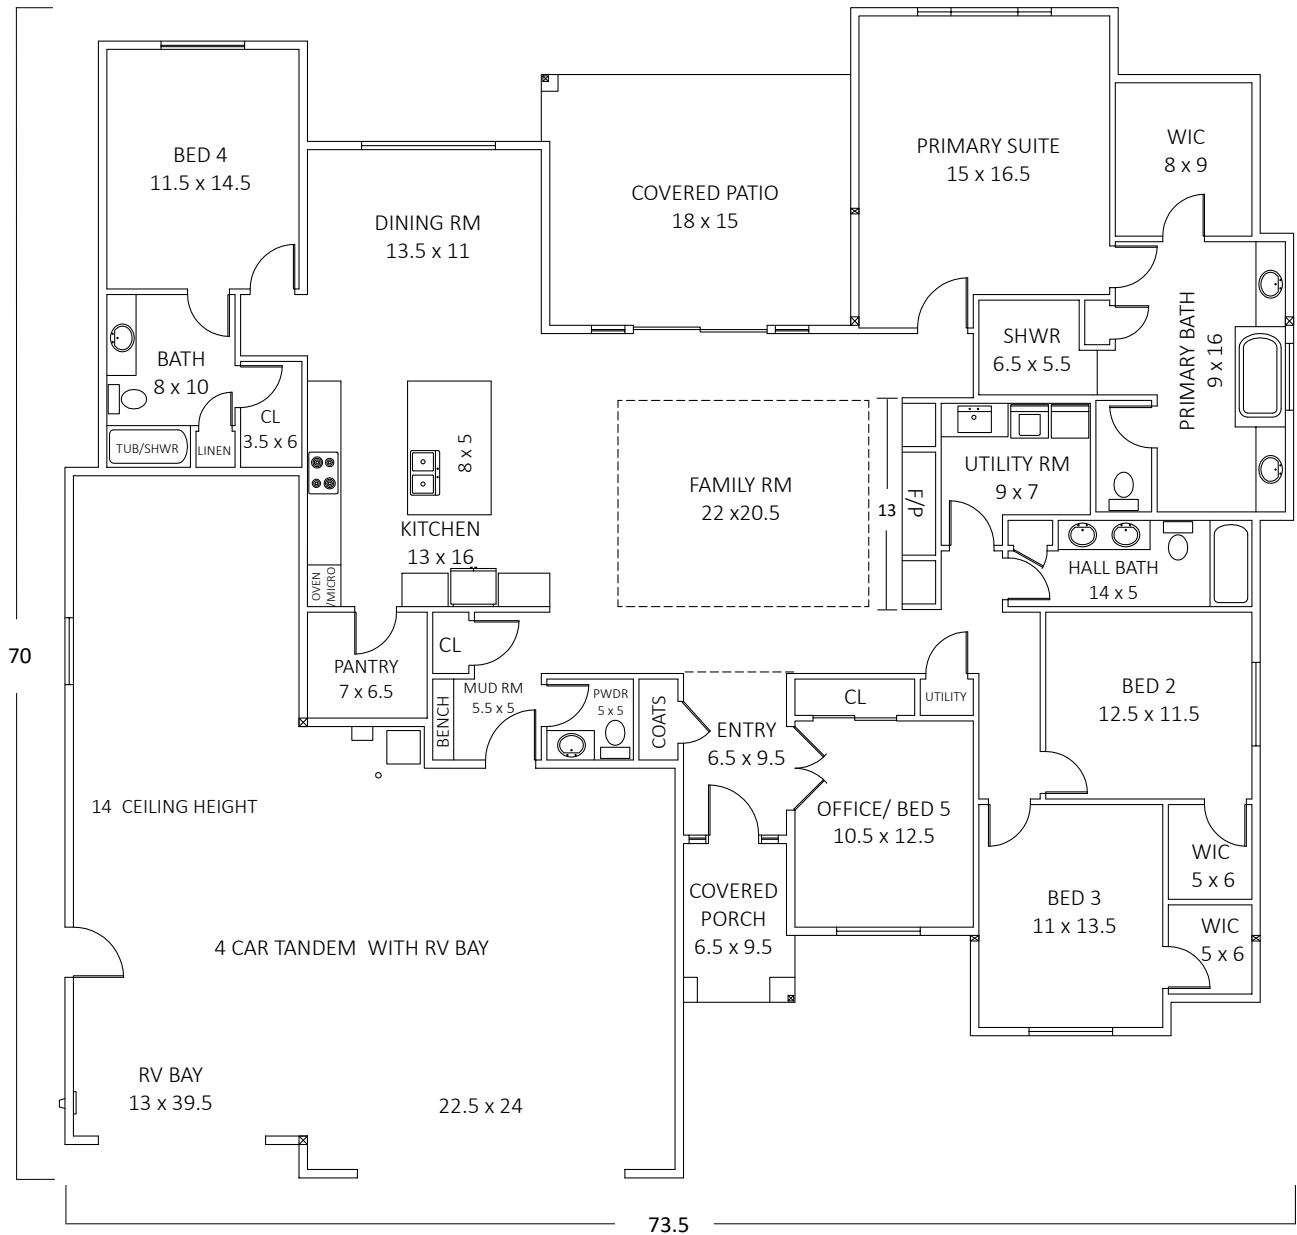 BED 4
11.5 x 14.5
DINING RM
13.5 x 11
COVERED PATIO
18 x 15
PRIMARY SUITE
15 x 16.5
WIC
8 x 9
BATH
8 x 10
CL
3.5 x 6
TUB/SHWR
LINEN
8 x 5
KITCHEN
13 x 16
OVEN
/MICRO
FAMILY RM
22 x20.5
13
F/P
SHWR
6.5 x 5.5
PRIMARY BATH
9 x 16
UTILITY RM
9 x 7
HALL BATH
14 x 5
70
PANTRY
7 x 6.5
CL
BENCH
MUD RM
5.5 x 5
PWDR
5 x 5
COATS
ENTRY
6.5 x 9.5
CL
UTILITY
BED 2
12.5 x 11.5
14 CEILING HEIGHT
OFFICE/ BED 5
10.5 x 12.5
WIC
5 x 6
COVERED
PORCH
6.5 x 9.5
BED 3
11 x 13.5
WIC
5 x 6
4 CAR TANDEM WITH RV BAY
RV BAY
13 x 39.5
22.5 x 24
73.5